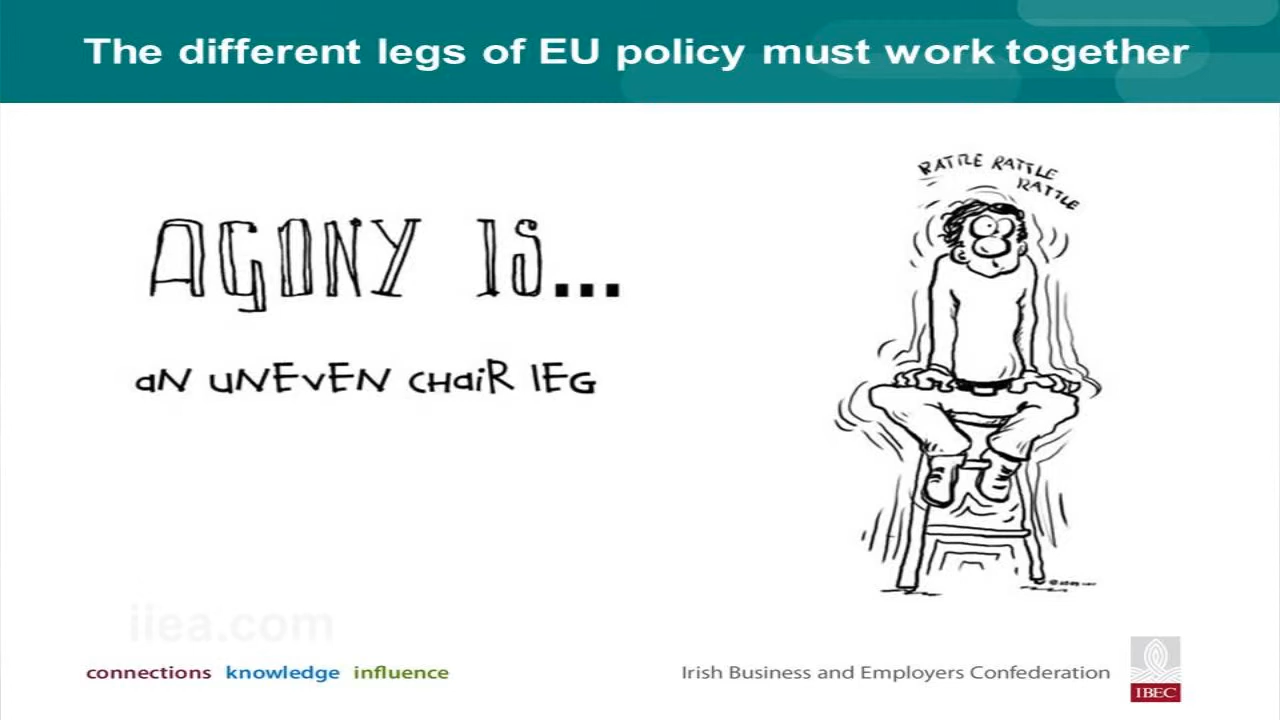 The different legs of EU policy must work together
RATTLE RATTLE
RATTLE
AGONY IS...
aN UNEVEN CHaiR lEG
iiea.com
connections knowledge influence
Irish Business and Employers Confederation
IBEC